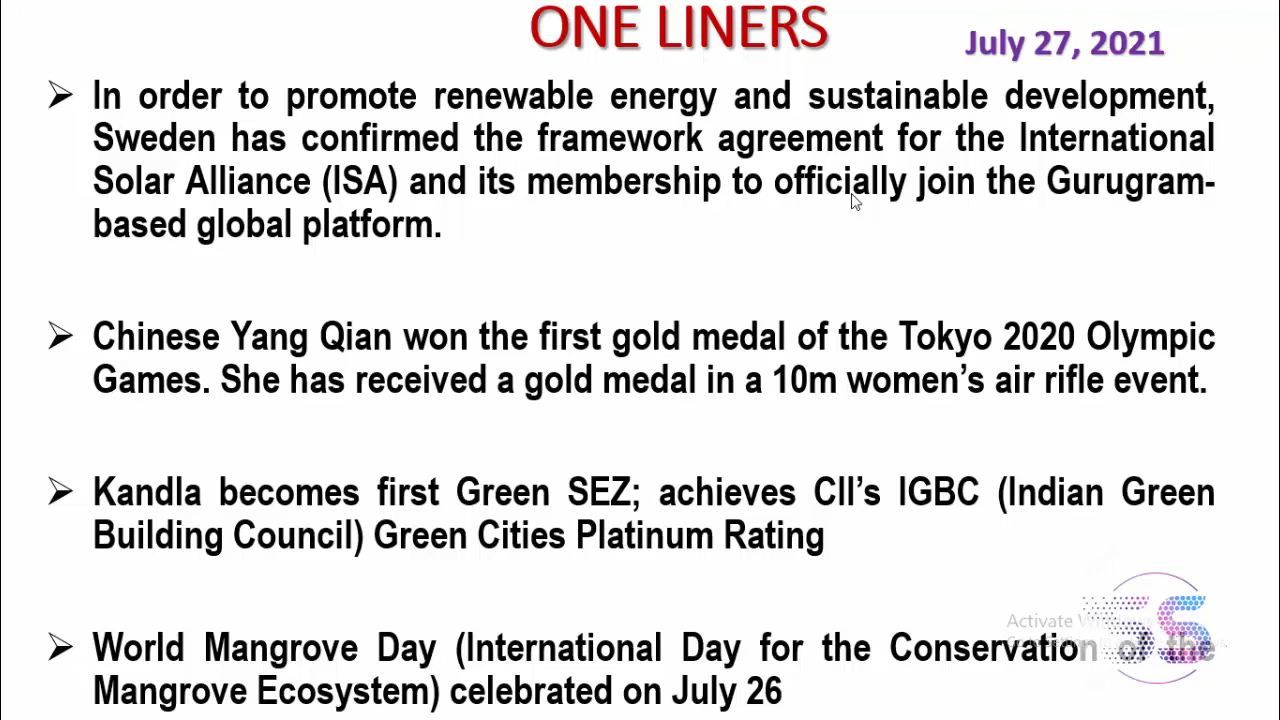 ONE LINERS
July 27, 2021
➢ In order to promote renewable energy and sustainable development,
Sweden has confirmed the framework agreement for the International
Solar Alliance (ISA) and its membership to officially join the Gurugram-
based global platform.
➢ Chinese Yang Qian won the first gold medal of the Tokyo 2020 Olympic
Games. She has received a gold medal in a 10m women's air rifle event.
➢ Kandla becomes first Green SEZ; achieves CII's IGBC (Indian Green
Building Council) Green Cities Platinum Rating
➢ World Mangrove Day (International Day for the Conservation of the
Mangrove Ecosystem) celebrated on July 26
Activate